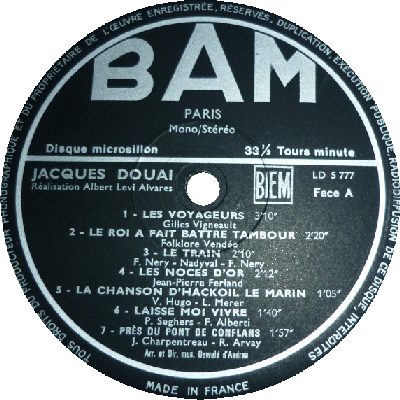 TOUS DROITS DU PRODUCTEUR PHONOGRAPHIQUE ET DU PROPRIETAIRE DE L'ŒUVRE ENREGISTRÉE, RESERVES, DUPLICATION, EXECUTION PUBLIQUE, RADIODIFFUSION DE CE DISQUE INTERDITES
BAM
PARIS
Mono/Stéréo
Disque microsillon 33⅓ Tours minute
JACQUES DOUAI BIEM LD 5 777
Réalisation Albert Levi Alvares Face A
1 - LES VOYAGEURS 3'10"
Gilles Vigneault
2 - LE ROI A FAIT BATTRE TAMBOUR 2'20"
Folklore Vendée
3 - LE TRAIN 2'10"
F. Nery - Nadyval - F. Nery
4 - LES NOCES D'OR 2'12"
Jean-Pierre Ferland
5 - LA CHANSON D'HACKOIL LE MARIN 1'05"
V. Hugo - L. Merer
6 - LAISSE MOI VIVRE 1'40"
P. Seghers - F. Alberti
7 - PRÈS DU PONT DE CONFLANS 1'57"
J. Charpentreau - R. Arvay
Arr. et Dir. mus. Oswald d'Andrea
MADE IN FRANCE